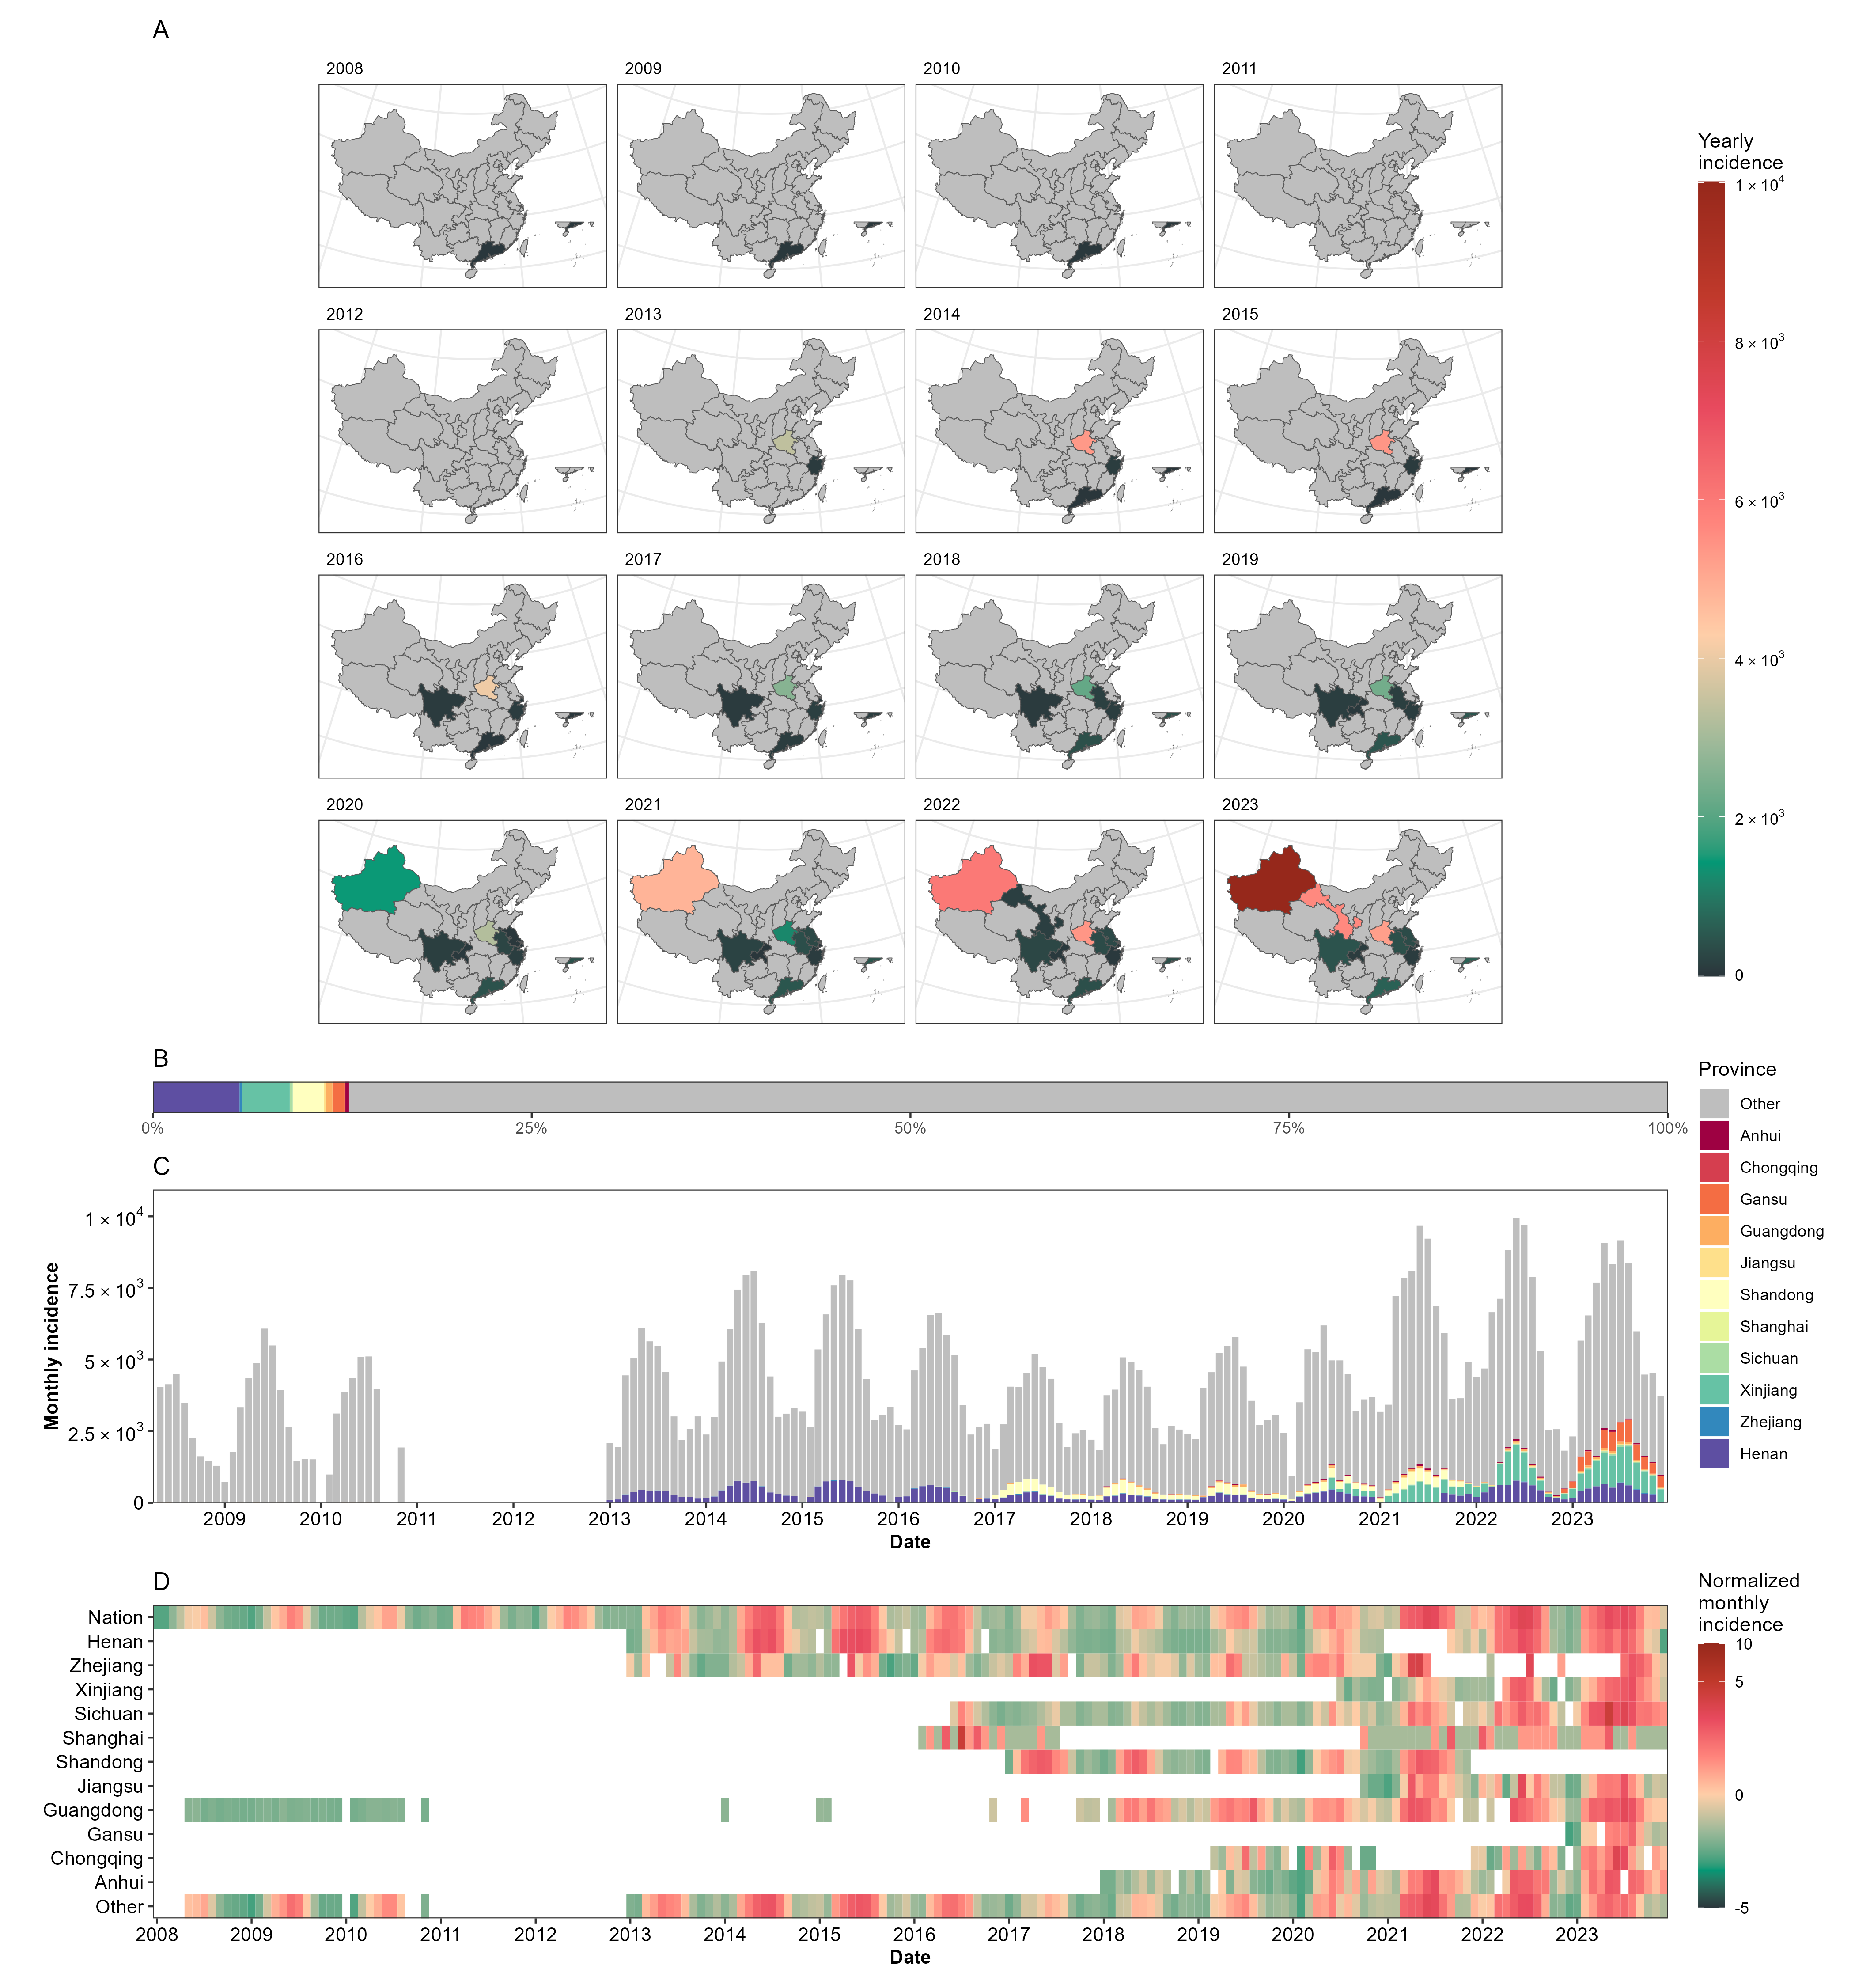 A
2008
2009
2010
2011
2012
2013
2014
2015
2016
2017
2018
2019
2020
2021
2022
2023
Yearly
incidence
1 × 10⁴
8 × 10³
6 × 10³
4 × 10³
2 × 10³
0
B
0%
25%
50%
75%
100%
Province
Other
Anhui
Chongqing
Gansu
Guangdong
Jiangsu
Shandong
Shanghai
Sichuan
Xinjiang
Zhejiang
Henan
C
Monthly incidence
1 × 10⁴
7.5 × 10³
5 × 10³
2.5 × 10³
0
2009 2010 2011 2012 2013 2014 2015 2016 2017 2018 2019 2020 2021 2022 2023
Date
D
Nation
Henan
Zhejiang
Xinjiang
Sichuan
Shanghai
Shandong
Jiangsu
Guangdong
Gansu
Chongqing
Anhui
Other
2008 2009 2010 2011 2012 2013 2014 2015 2016 2017 2018 2019 2020 2021 2022 2023
Date
Normalized
monthly
incidence
10
5
0
-5